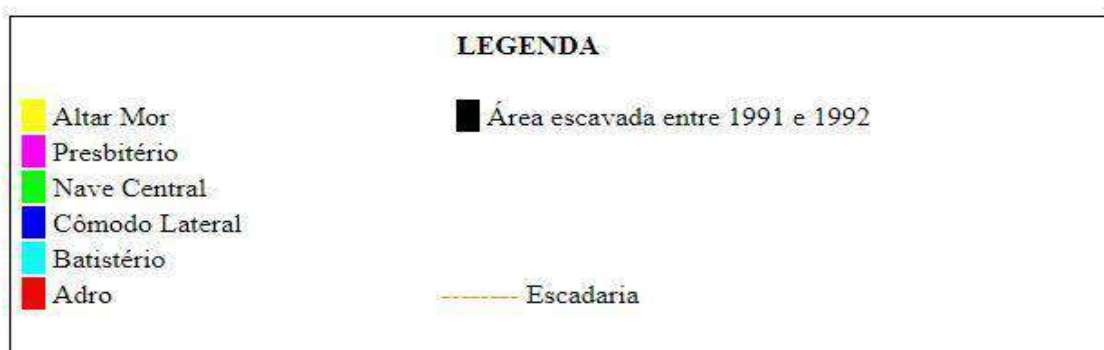 LEGENDA
Altar Mor
Presbitério
Nave Central
Cômodo Lateral
Batistério
Adro
Área escavada entre 1991 e 1992
Escadaria